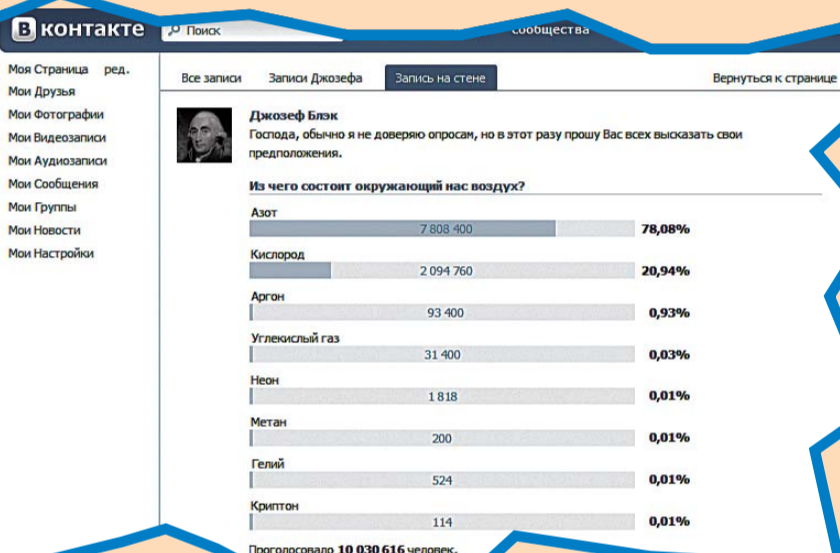 В контакте
Поиск
сообщества
Моя Страница ред.
Мои Друзья
Мои Фотографии
Мои Видеозаписи
Мои Аудиозаписи
Мои Сообщения
Мои Группы
Мои Новости
Мои Настройки
Все записи Записи Джозефа Запись на стене Вернуться к странице
Джозеф Блэк
Господа, обычно я не доверяю опросам, но в этот разу прошу Вас всех высказать свои
предположения.
Из чего состоит окружающий нас воздух?
Азот
7 808 400 78,08%
Кислород
2 094 760 20,94%
Аргон
93 400 0,93%
Углекислый газ
31 400 0,03%
Неон
1 818 0,01%
Метан
200 0,01%
Гелий
524 0,01%
Криптон
114 0,01%
Проголосовало 10 030 616 человек.